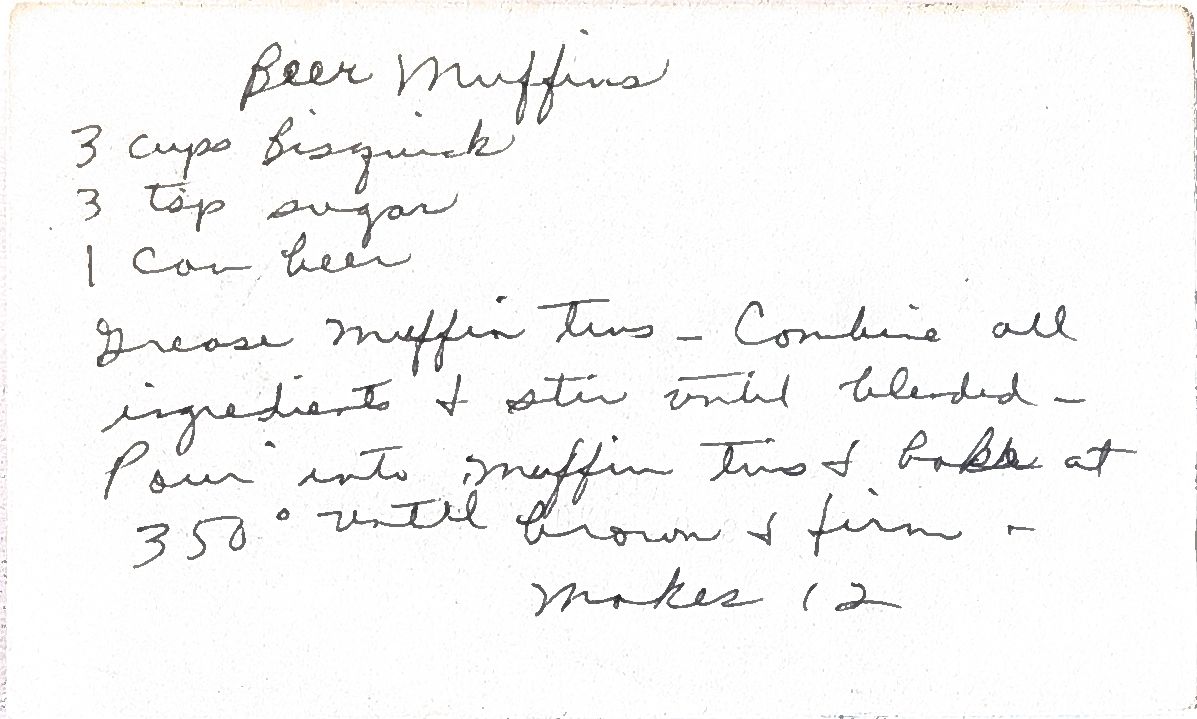 Beer Muffins
3 cups Bisquick
3 tsp sugar
1 can beer
Grease muffin tins - Combine all
ingredients & stir until blended -
Pour into muffin tins & bake at
350° until brown & firm -
Makes 12